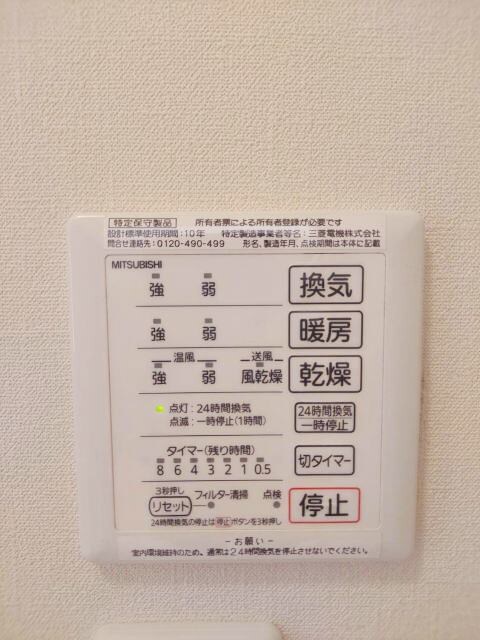 特定保守製品 所有者票による所有者登録が必要です
設計標準使用期間:10年 特定製造事業者等名:三菱電機株式会社
問合せ連絡先:0120-490-499 形名、製造年月、点検期間は本体に記載
MITSUBISHI
強 弱 換気
強 弱 暖房
温風 送風
強 弱 風乾燥 乾燥
点灯:24時間換気
点滅:一時停止(1時間)
24時間換気
一時停止
タイマー(残り時間)
8 6 4 3 2 1 0.5
切タイマー
3秒押し
リセット フィルター清掃 点検
停止
24時間換気の停止は停止ボタンを3秒押し
-お願い-
室内環境維持のため、通常は24時間換気を停止させないでください。